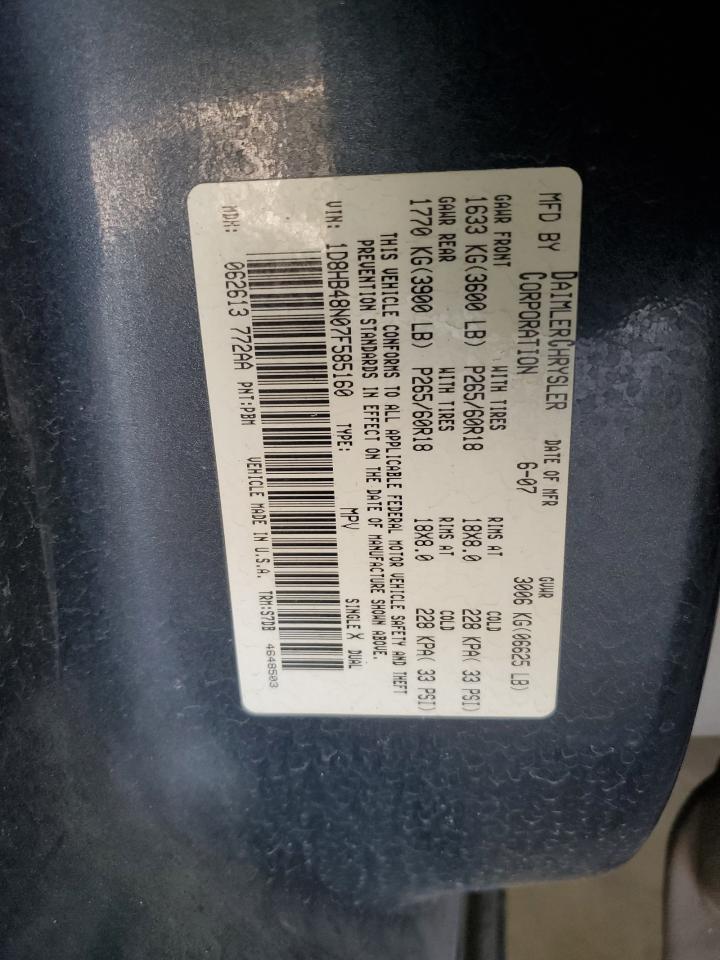 MFD BY DAIMLERCHRYSLER CORPORATION DATE OF MFR 6-07 GVWR 3006 KG(06625 LB)
GAWR FRONT WITH TIRES RIMS AT COLD
1633 KG(3600 LB) P265/60R18 18X8.0 228 KPA( 33 PSI)
GAWR REAR WITH TIRES RIMS AT COLD
1770 KG(3900 LB) P265/60R18 18X8.0 228 KPA( 33 PSI)
THIS VEHICLE CONFORMS TO ALL APPLICABLE FEDERAL MOTOR VEHICLE SAFETY AND THEFT
PREVENTION STANDARDS IN EFFECT ON THE DATE OF MANUFACTURE SHOWN ABOVE.
VIN: 1D8HB48N07F585160 TYPE: MPV SINGLE X DUAL
MDH: 062613 772AA PNT:PBM VEHICLE MADE IN U.S.A. TRM:S7DB 4648503